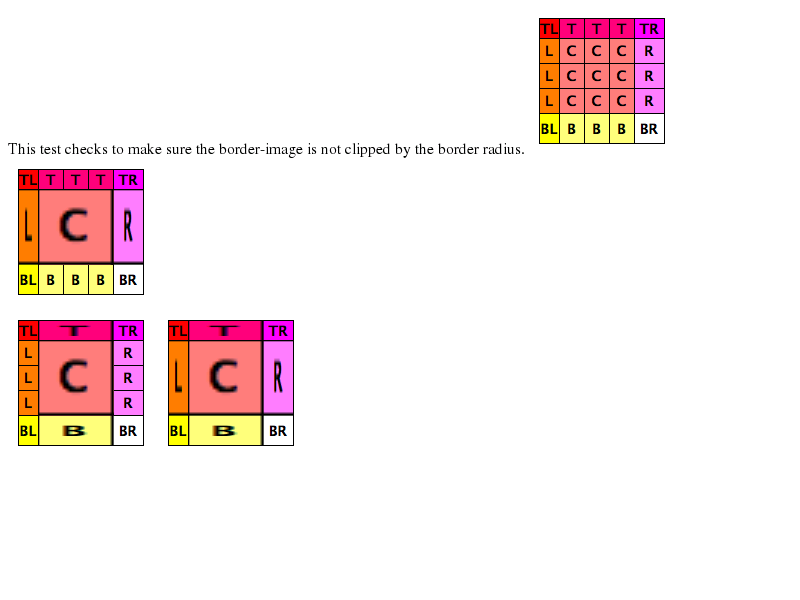 TL T T T TR
L C C C R
L C C C R
L C C C R
BL B B B BR
This test checks to make sure the border-image is not clipped by the border radius.
TL T T T TR
L C R
BL B B B BR
TL T TR
L R
L C R
L R
BL B BR
TL T TR
L C R
BL B BR